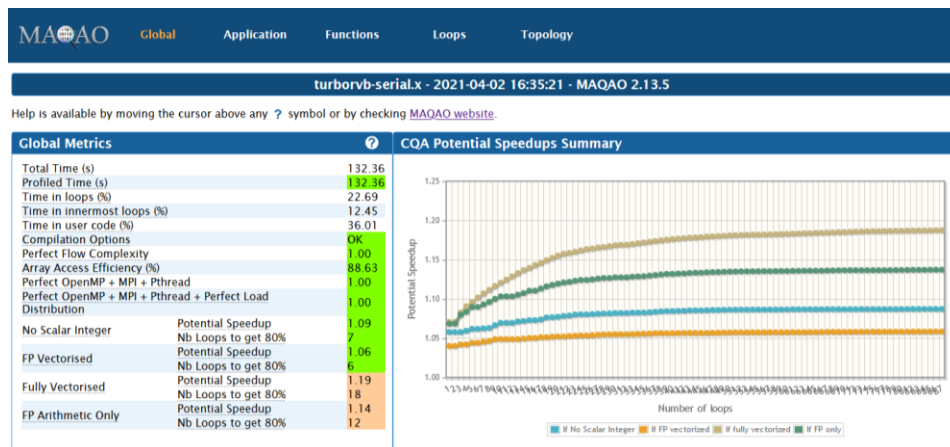 MAQAO Global Application Functions Loops Topology
turborvb-serial.x - 2021-04-02 16:35:21 - MAQAO 2.13.5
Help is available by moving the cursor above any ? symbol or by checking MAQAO website.
Global Metrics ?
Total Time (s) 132.36
Profiled Time (s) 132.36
Time in loops (%) 22.69
Time in innermost loops (%) 12.45
Time in user code (%) 36.01
Compilation Options OK
Perfect Flow Complexity 1.00
Array Access Efficiency (%) 88.63
Perfect OpenMP + MPI + Pthread 1.00
Perfect OpenMP + MPI + Pthread + Perfect Load
Distribution 1.00
No Scalar Integer
Potential Speedup 1.09
Nb Loops to get 80% 7
FP Vectorised
Potential Speedup 1.06
Nb Loops to get 80% 6
Fully Vectorised
Potential Speedup 1.19
Nb Loops to get 80% 18
FP Arithmetic Only
Potential Speedup 1.14
Nb Loops to get 80% 12
CQA Potential Speedups Summary
Potential Speedup
1.25
1.20
1.15
1.10
1.05
1.00
Number of loops
If No Scalar Integer If FP vectorized If fully vectorized If FP only